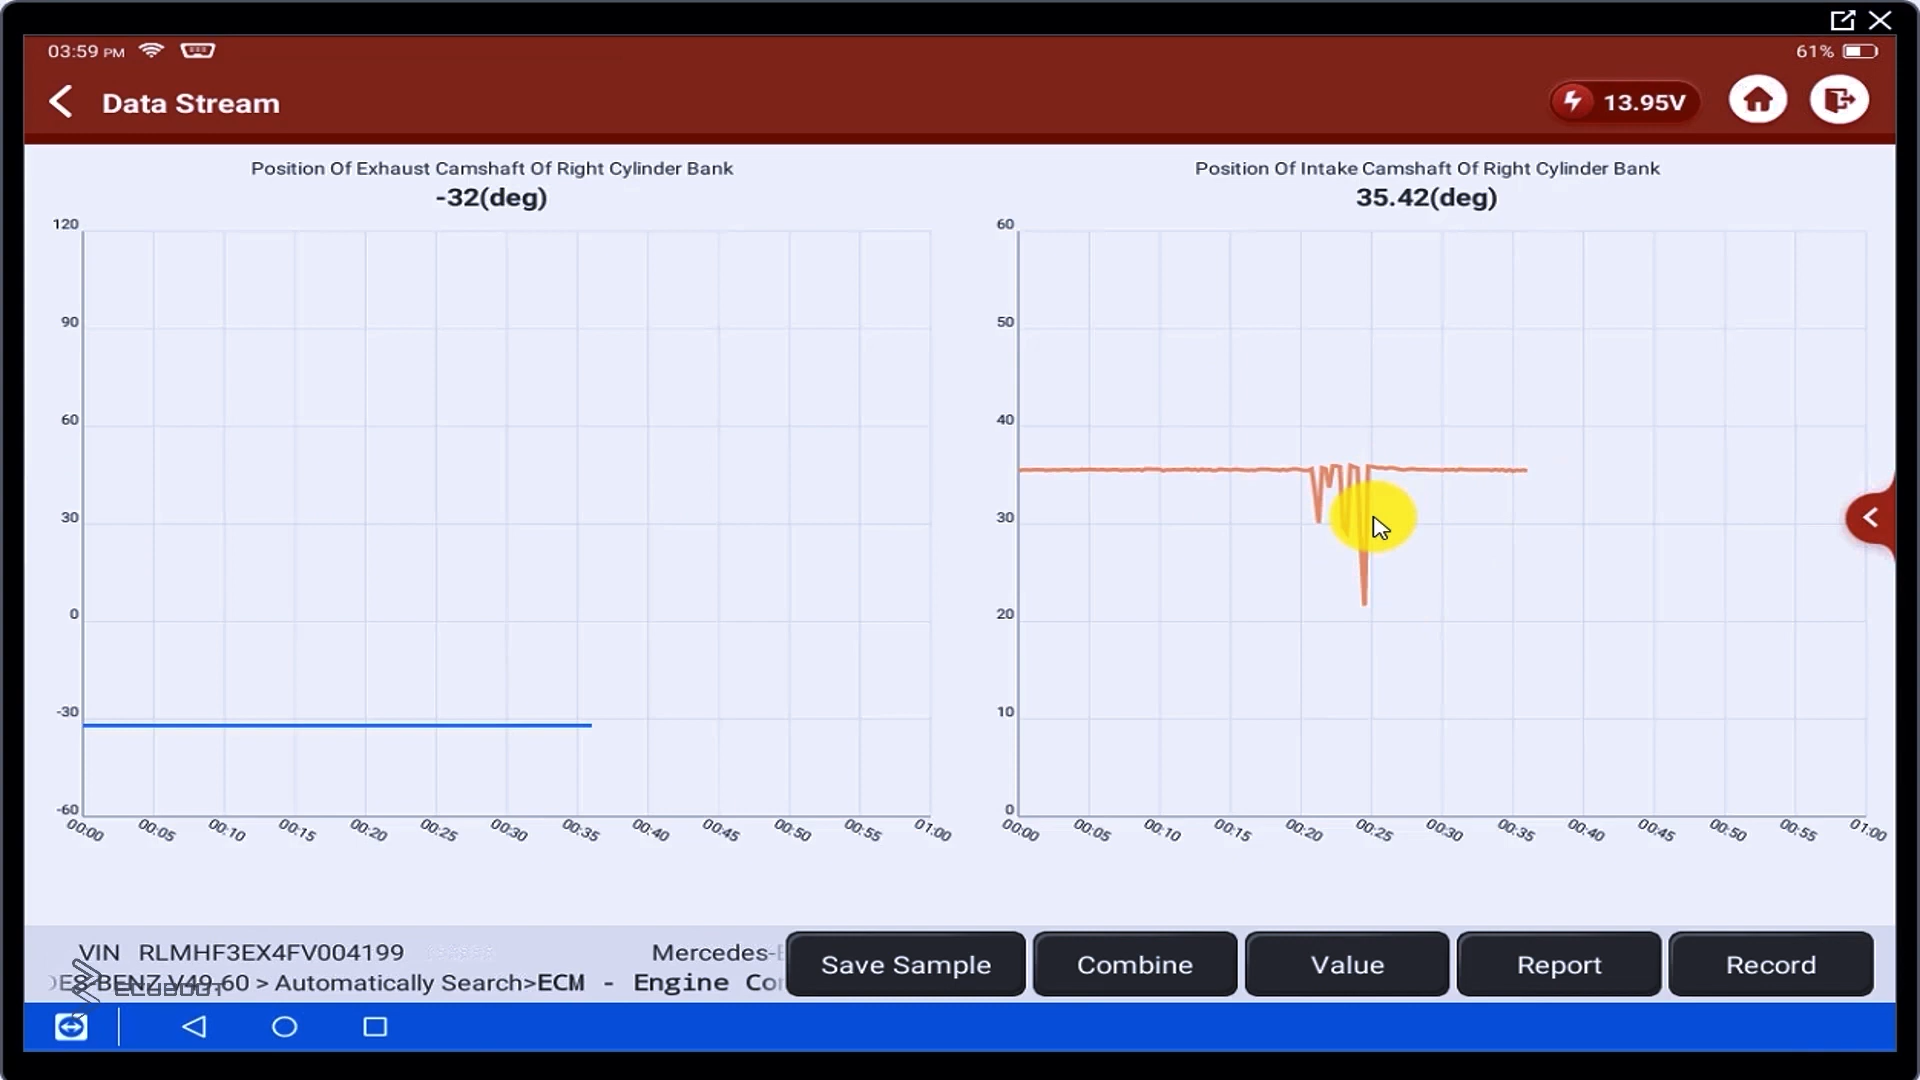 03:59 PM
61%
Data Stream
13.95V
Position Of Exhaust Camshaft Of Right Cylinder Bank
-32(deg)
120
90
60
30
0
-30
-60
00:00 00:05 00:10 00:15 00:20 00:25 00:30 00:35 00:40 00:45 00:50 00:55 01:00
Position Of Intake Camshaft Of Right Cylinder Bank
35.42(deg)
60
50
40
30
20
10
0
00:00 00:05 00:10 00:15 00:20 00:25 00:30 00:35 00:40 00:45 00:50 00:55 01:00
VIN RLMHF3EX4FV004199 Mercedes-
DES-BENZ V49.60 > Automatically Search>ECM - Engine Co
Save Sample
Combine
Value
Report
Record